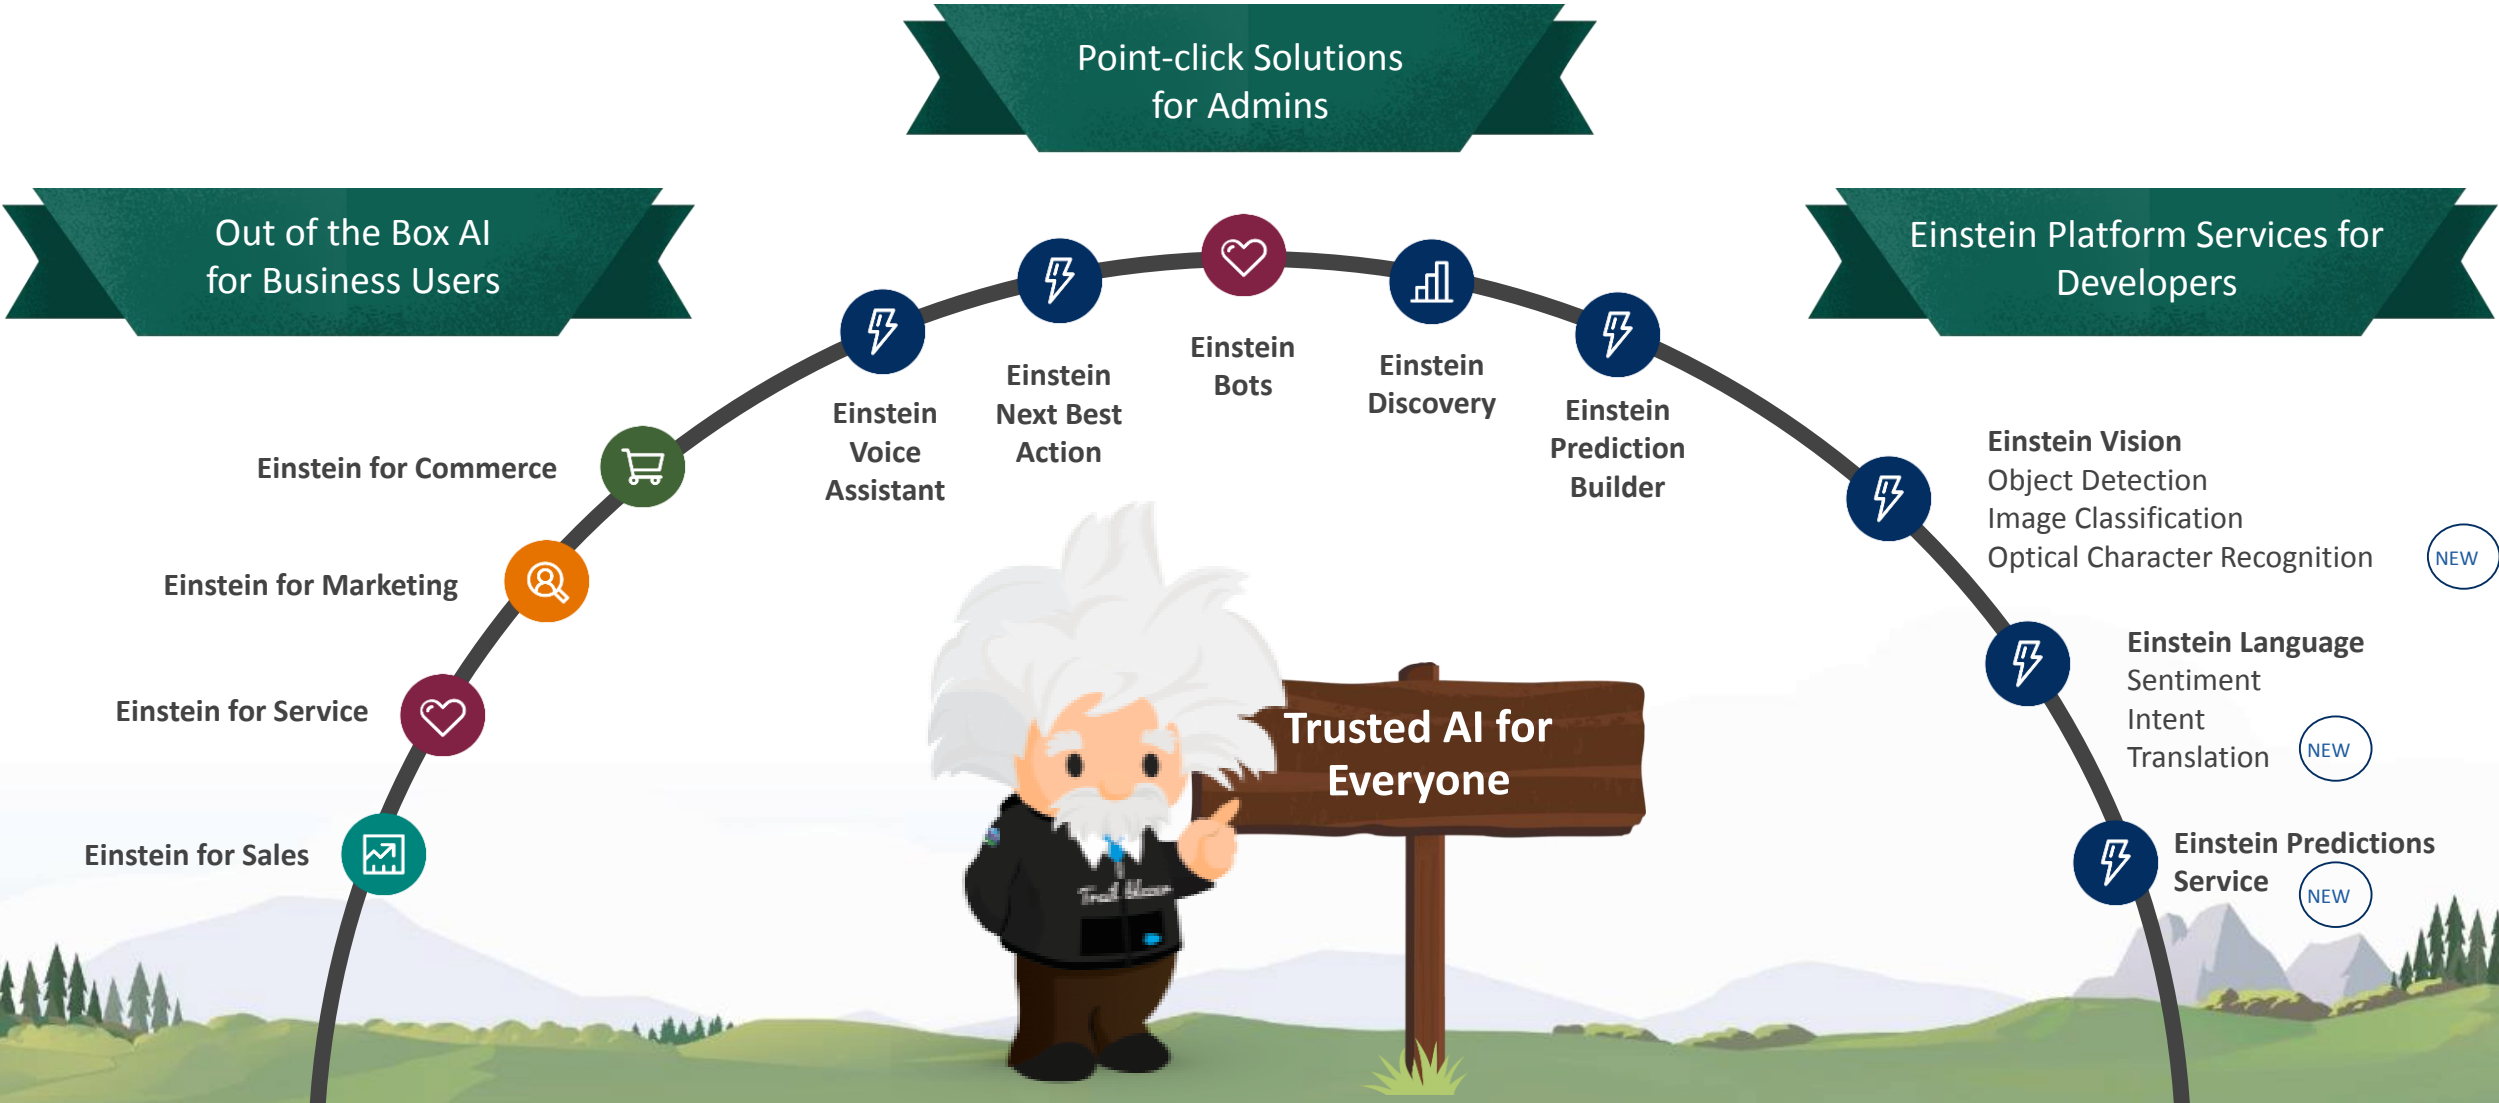 Point-click Solutions
for Admins
Out of the Box AI
for Business Users
Einstein Platform Services for
Developers
Einstein for Commerce
Einstein for Marketing
Einstein for Service
Einstein for Sales
Einstein
Voice
Assistant
Einstein
Next Best
Action
Einstein
Bots
Einstein
Discovery
Einstein
Prediction
Builder
Einstein Vision
Object Detection
Image Classification
Optical Character Recognition NEW
Einstein Language
Sentiment
Intent
Translation NEW
Einstein Predictions
Service NEW
Trusted AI for
Everyone